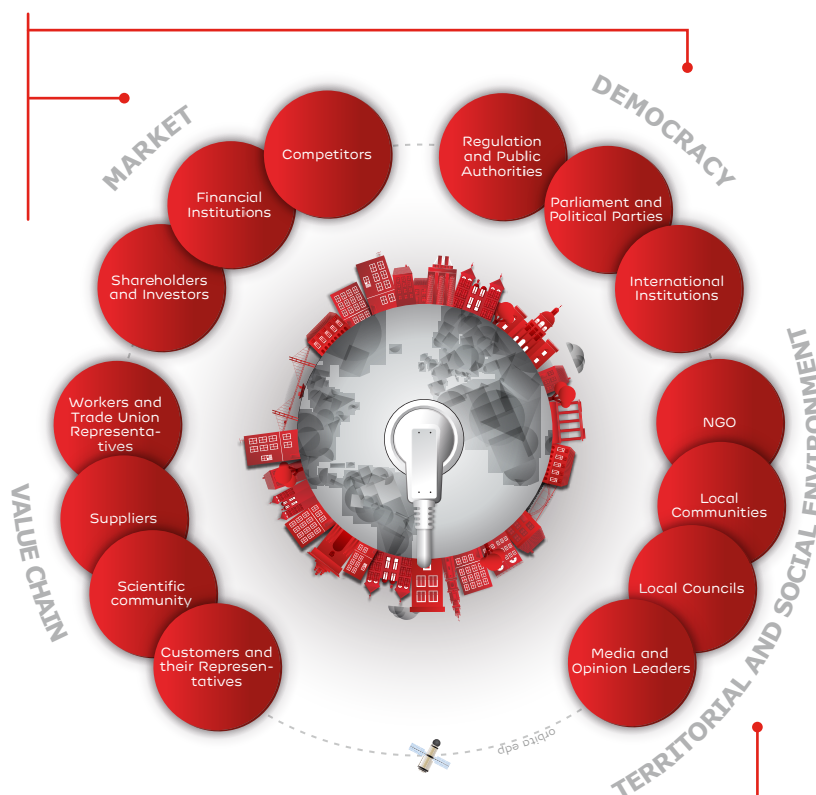 MARKET
Competitors
Financial
Institutions
Shareholders
and Investors
DEMOCRACY
Regulation
and Public
Authorities
Parliament and
Political Parties
International
Institutions
VALUE CHAIN
Workers and
Trade Union
Representa-
tives
Suppliers
Scientific
community
Customers and
their Represen-
tatives
TERRITORIAL AND SOCIAL ENVIRONMENT
NGO
Local
Communities
Local Councils
Media and
Opinion Leaders
orbita edp